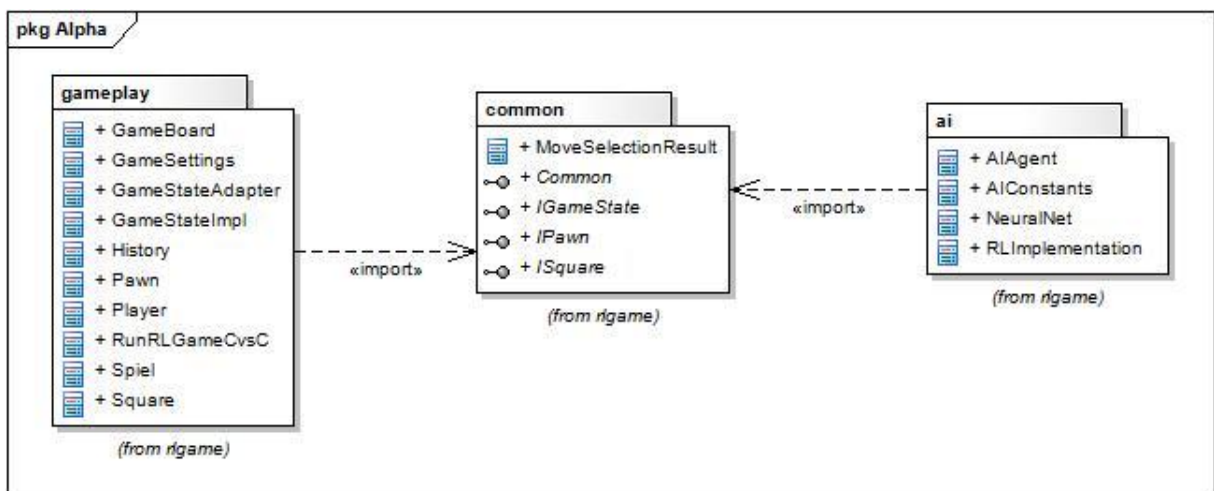 pkg Alpha
gameplay
+ GameBoard
+ GameSettings
+ GameStateAdapter
+ GameStateImpl
+ History
+ Pawn
+ Player
+ RunRLGameCvsC
+ Spiel
+ Square
(from rlgame)
«import»
common
+ MoveSelectionResult
+ Common
+ IGameState
+ IPawn
+ ISquare
(from rlgame)
«import»
ai
+ AIAgent
+ AIConstants
+ NeuralNet
+ RLImplementation
(from rlgame)